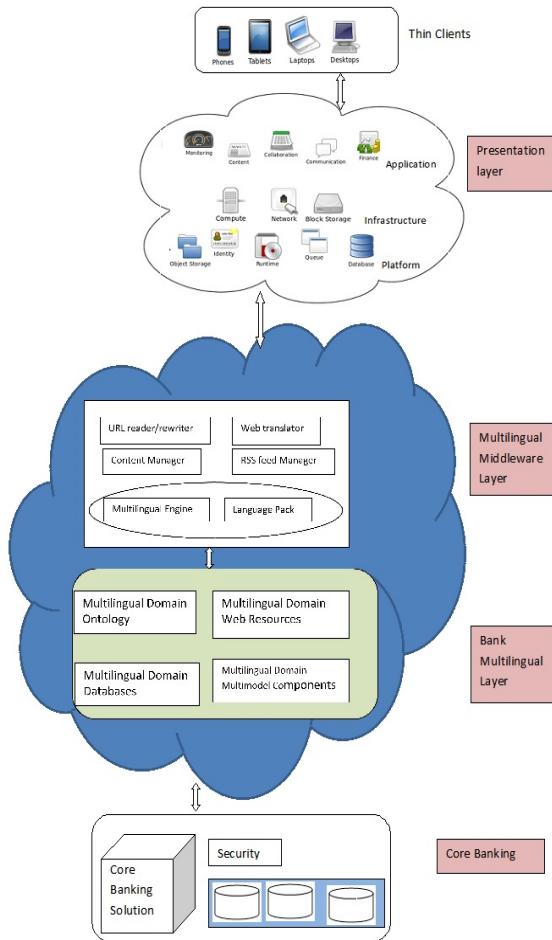 Thin Clients
Phones Tablets Laptops Desktops
Presentation
layer
Monitoring Content Collaboration Communication Finance
Application
Compute Network Block Storage
Infrastructure
Object Storage Identity Runtime Queue Database
Platform
URL reader/rewriter Web translator
Content Manager RSS feed Manager
Multilingual Engine Language Pack
Multilingual
Middleware
Layer
Multilingual Domain
Ontology
Multilingual Domain
Web Resources
Multilingual Domain
Databases
Multilingual Domain
Multimodel Components
Bank
Multilingual
Layer
Core
Banking
Solution
Security
Core Banking